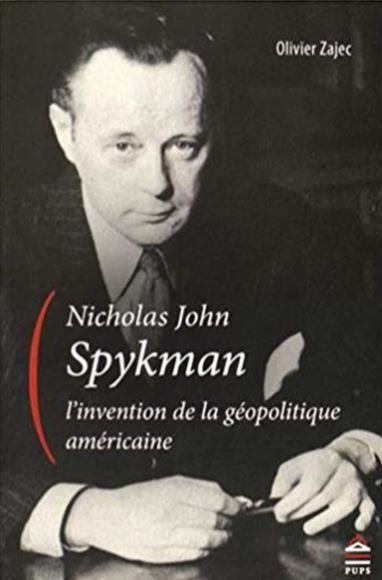 Olivier Zajec
Nicholas John
Spykman
l'invention de la géopolitique
américaine
PUPS